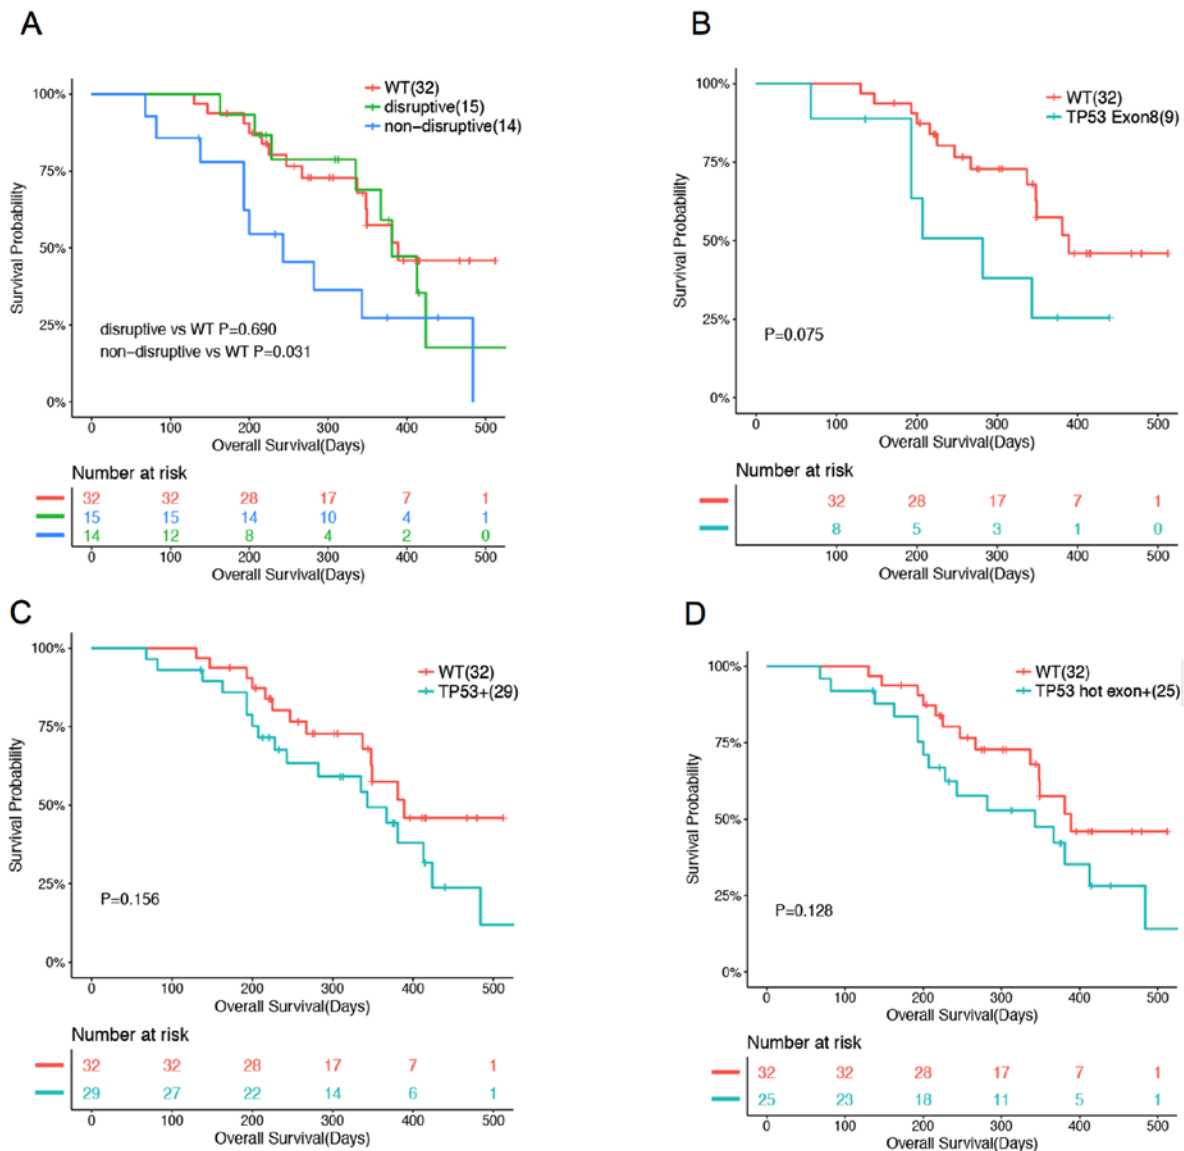 A
Survival Probability
100%
75%
50%
25%
0%
WT(32)
disruptive(15)
non-disruptive(14)
disruptive vs WT P=0.690
non-disruptive vs WT P=0.031
0 100 200 300 400 500
Overall Survival(Days)
Number at risk
32 32 28 17 7 1
15 15 14 10 4 1
14 12 8 4 2 0
0 100 200 300 400 500
Overall Survival(Days)
B
Survival Probability
100%
75%
50%
25%
0%
WT(32)
TP53 Exon8(9)
P=0.075
0 100 200 300 400 500
Overall Survival(Days)
Number at risk
32 28 17 7 1
8 5 3 1 0
100 200 300 400 500
Overall Survival(Days)
C
Survival Probability
100%
75%
50%
25%
0%
WT(32)
TP53+(29)
P=0.156
0 100 200 300 400 500
Overall Survival(Days)
Number at risk
32 32 28 17 7 1
29 27 22 14 6 1
0 100 200 300 400 500
Overall Survival(Days)
D
Survival Probability
100%
75%
50%
25%
0%
WT(32)
TP53 hot exon+(25)
P=0.128
0 100 200 300 400 500
Overall Survival(Days)
Number at risk
32 32 28 17 7 1
25 23 18 11 5 1
0 100 200 300 400 500
Overall Survival(Days)